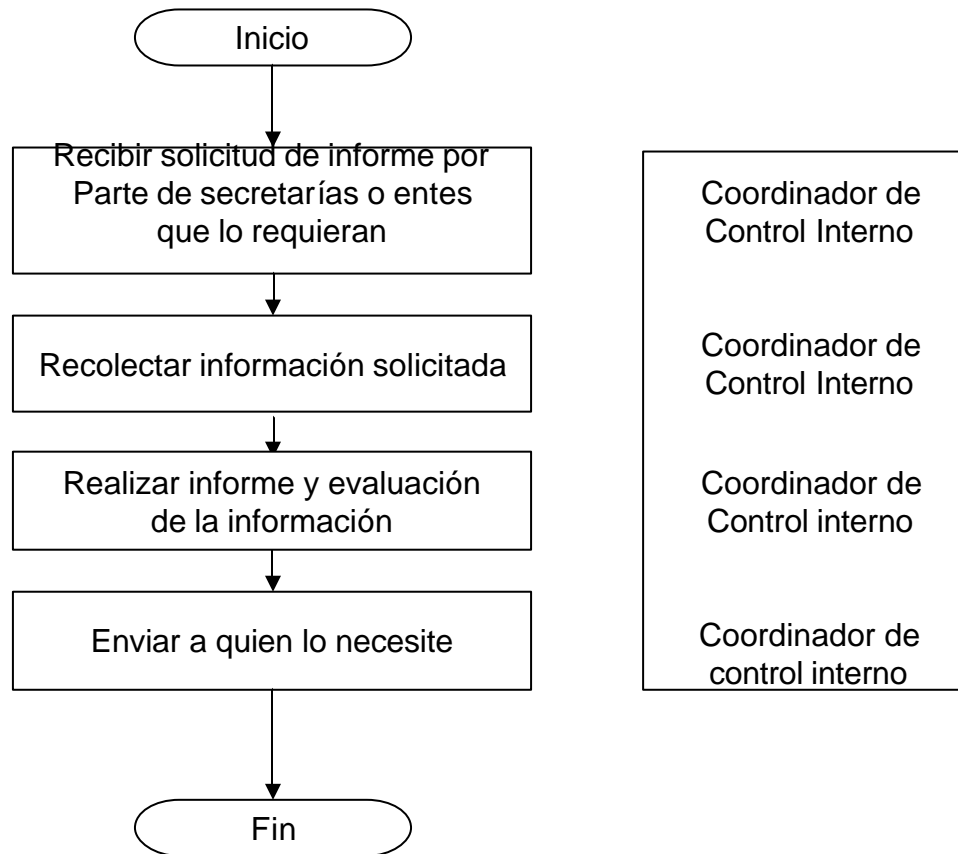 Inicio
Recibir solicitud de informe por
Parte de secretarías o entes
que lo requieran
Coordinador de
Control Interno
Recolectar información solicitada
Coordinador de
Control Interno
Realizar informe y evaluación
de la información
Coordinador de
Control interno
Enviar a quien lo necesite
Coordinador de
control interno
Fin